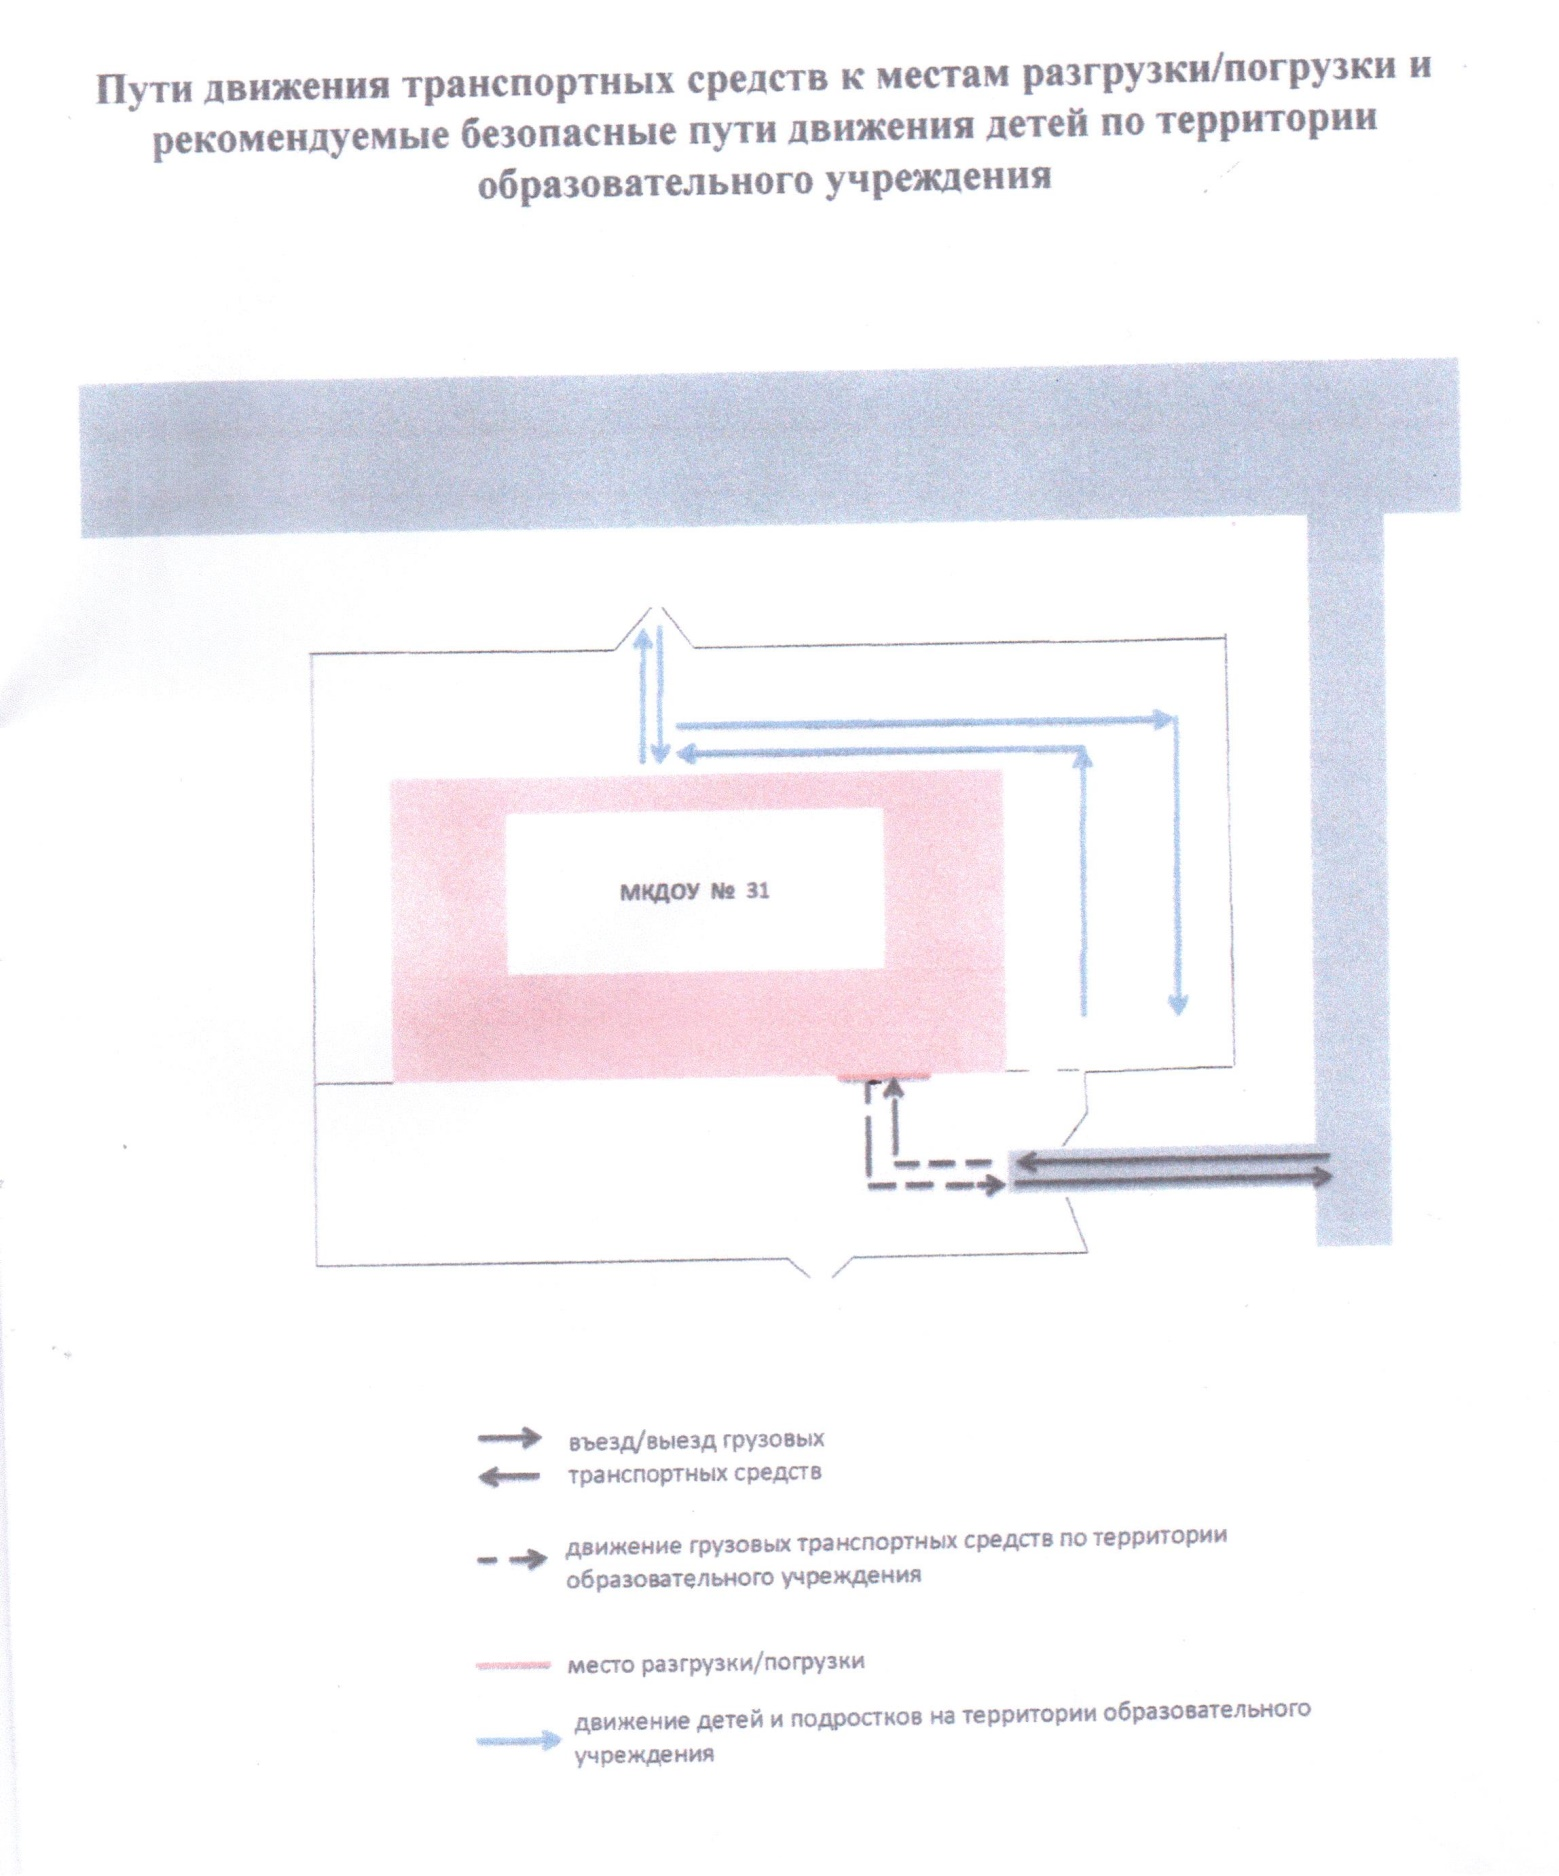 Пути движения транспортных средств к местам разгрузки/погрузки и
рекомендуемые безопасные пути движения детей по территории
образовательного учреждения
МКДОУ № 31
въезд/выезд грузовых
транспортных средств
движение грузовых транспортных средств по территории
образовательного учреждения
место разгрузки/погрузки
движение детей и подростков на территории образовательного
учреждения